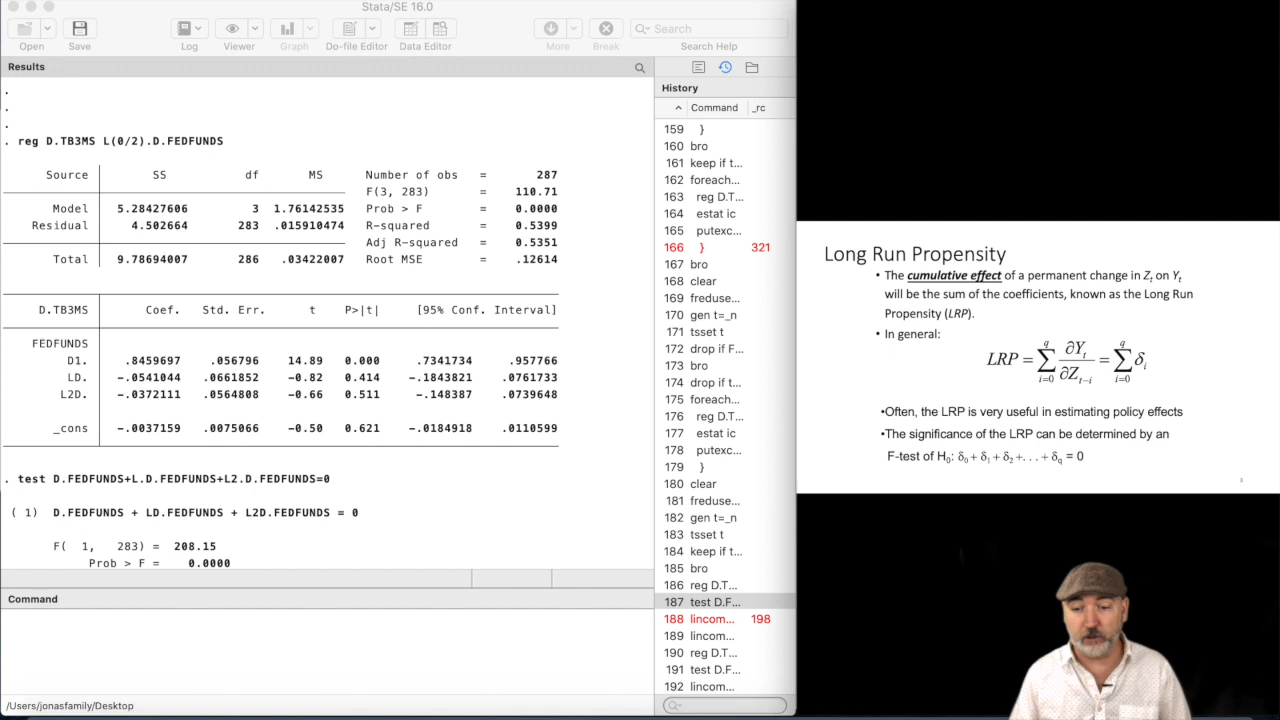 Stata/SE 16.0
Open Save Log Viewer Graph Do-file Editor Data Editor More Break Search
Search Help
Results
.
.
.
. reg D.TB3MS L(0/2).D.FEDFUNDS
Source SS df MS Number of obs = 287
F(3, 283) = 110.71
Model 5.28427606 3 1.76142535 Prob > F = 0.0000
Residual 4.502664 283 .015910474 R-squared = 0.5399
Adj R-squared = 0.5351
Total 9.78694007 286 .03422007 Root MSE = .12614
D.TB3MS Coef. Std. Err. t P>|t| [95% Conf. Interval]
FEDFUNDS
D1. .8459697 .056796 14.89 0.000 .7341734 .957766
LD. -.0541044 .0661852 -0.82 0.414 -.1843821 .0761733
L2D. -.0372111 .0564808 -0.66 0.511 -.148387 .0739648
_cons -.0037159 .0075066 -0.50 0.621 -.0184918 .0110599
. test D.FEDFUNDS+L.D.FEDFUNDS+L2.D.FEDFUNDS=0
( 1) D.FEDFUNDS + LD.FEDFUNDS + L2D.FEDFUNDS = 0
F( 1, 283) = 208.15
Prob > F = 0.0000
Command
/Users/jonasfamily/Desktop
History
Command _rc
159 }
160 bro
161 keep if t...
162 foreach...
163 reg D.T...
164 estat ic
165 putexc...
166 } 321
167 bro
168 clear
169 freduse...
170 gen t=_n
171 tsset t
172 drop if F...
173 bro
174 drop if t...
175 foreach...
176 reg D.T...
177 estat ic
178 putexc...
179 }
180 clear
181 freduse...
182 gen t=_n
183 tsset t
184 keep if t...
185 bro
186 reg D.T...
187 test D.F...
188 lincom... 198
189 lincom...
190 reg D.T...
191 test D.F...
192 lincom...
Long Run Propensity
• The cumulative effect of a permanent change in Zt on Yt
will be the sum of the coefficients, known as the Long Run
Propensity (LRP).
• In general:
LRP = ∑_{i=0}^{q} ∂Y_t/∂Z_{t−i} = ∑_{i=0}^{q} δ_i
•Often, the LRP is very useful in estimating policy effects
•The significance of the LRP can be determined by an
F-test of H₀: δ₀ + δ₁ + δ₂ +. . . + δq = 0
3